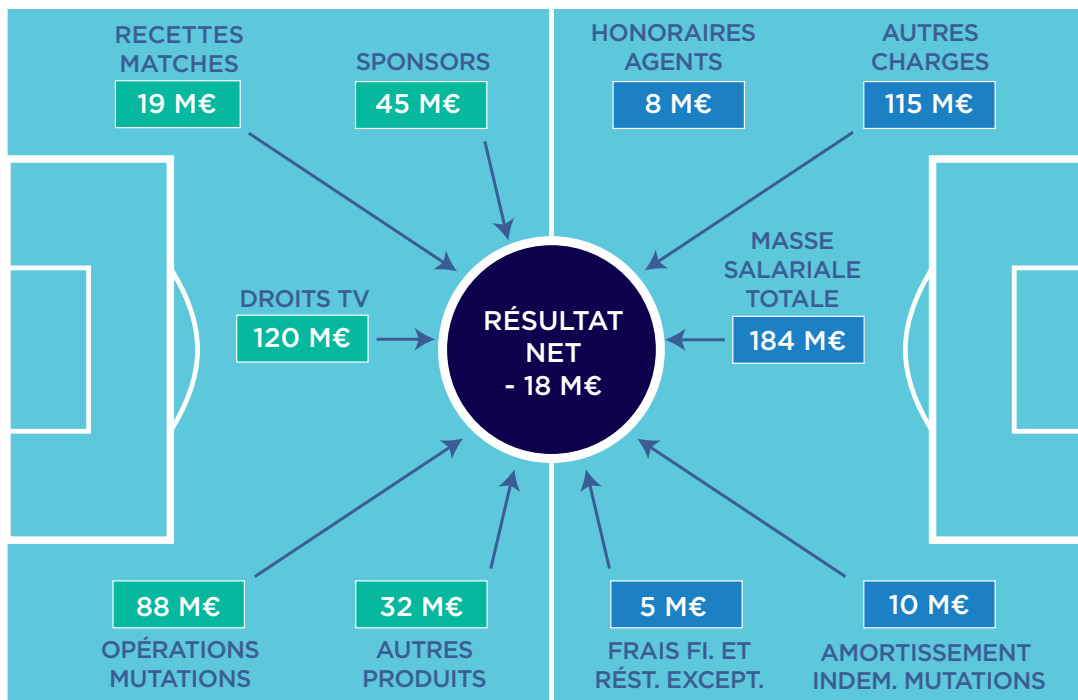 RECETTES
MATCHES
19 M€
SPONSORS
45 M€
HONORAIRES
AGENTS
8 M€
AUTRES
CHARGES
115 M€
DROITS TV
120 M€
RÉSULTAT
NET
- 18 M€
MASSE
SALARIALE
TOTALE
184 M€
88 M€
OPÉRATIONS
MUTATIONS
32 M€
AUTRES
PRODUITS
5 M€
FRAIS FI. ET
RÉST. EXCEPT.
10 M€
AMORTISSEMENT
INDEM. MUTATIONS